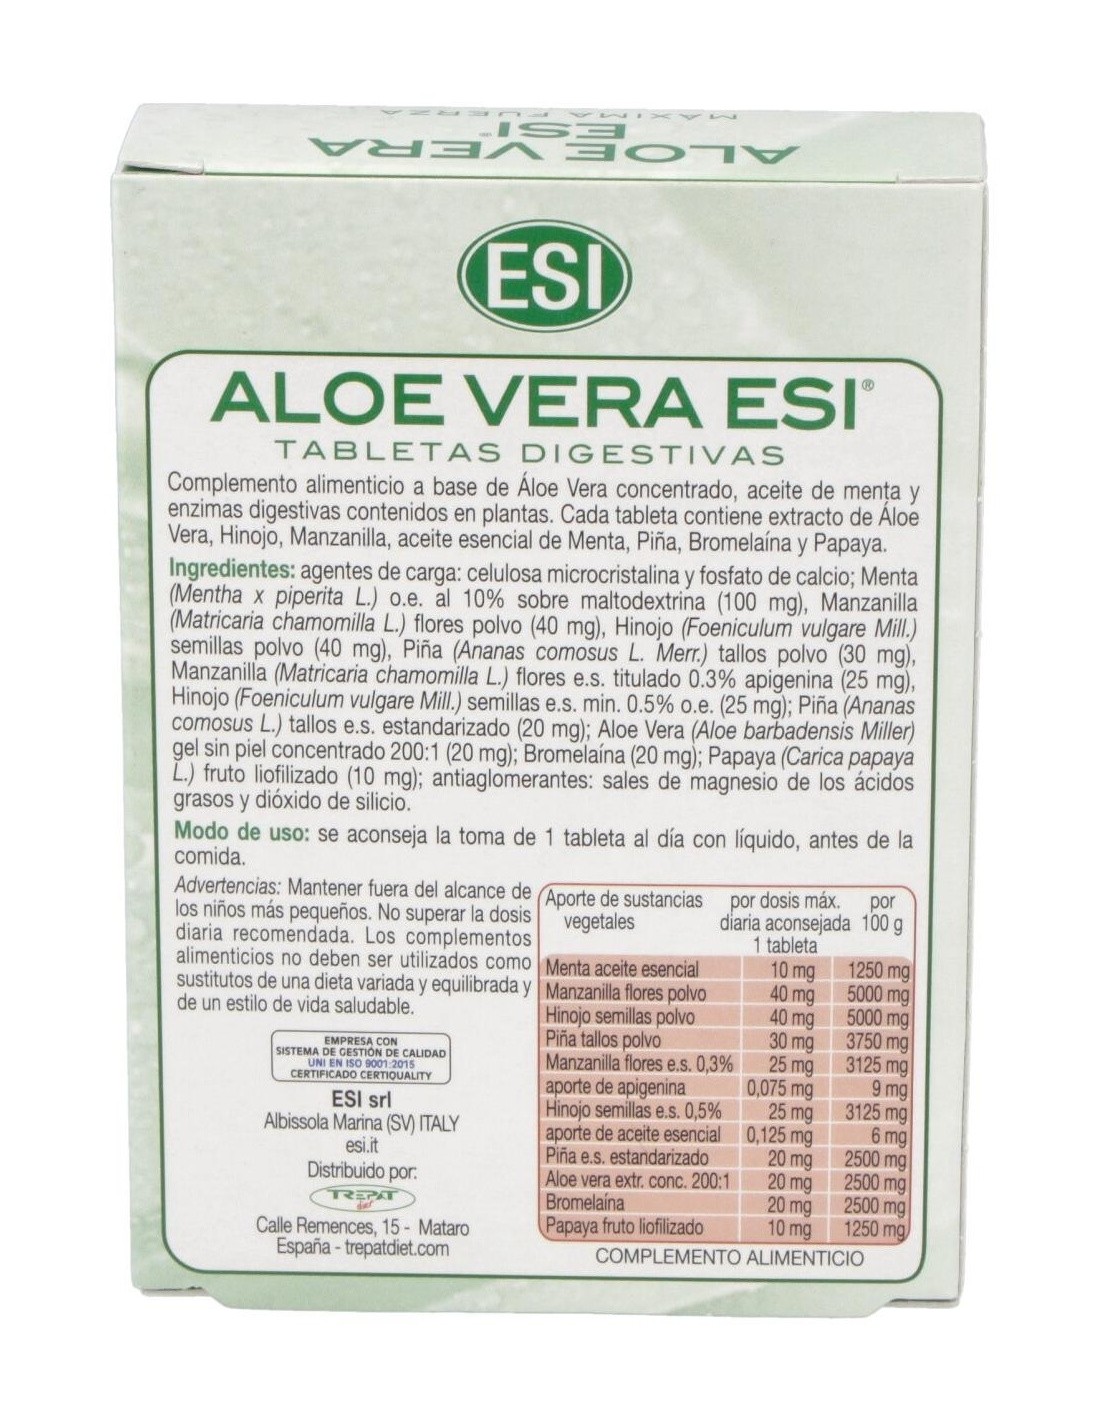 MÁXIMA FUERZA
ESI®
ALOE VERA
ESI
ALOE VERA ESI®
TABLETAS DIGESTIVAS
Complemento alimenticio a base de Áloe Vera concentrado, aceite de menta y
enzimas digestivas contenidos en plantas. Cada tableta contiene extracto de Áloe
Vera, Hinojo, Manzanilla, aceite esencial de Menta, Piña, Bromelaína y Papaya.
Ingredientes: agentes de carga: celulosa microcristalina y fosfato de calcio; Menta
(Mentha x piperita L.) o.e. al 10% sobre maltodextrina (100 mg), Manzanilla
(Matricaria chamomilla L.) flores polvo (40 mg), Hinojo (Foeniculum vulgare Mill.)
semillas polvo (40 mg), Piña (Ananas comosus L. Merr.) tallos polvo (30 mg),
Manzanilla (Matricaria chamomilla L.) flores e.s. titulado 0.3% apigenina (25 mg),
Hinojo (Foeniculum vulgare Mill.) semillas e.s. min. 0.5% o.e. (25 mg); Piña (Ananas
comosus L.) tallos e.s. estandarizado (20 mg); Aloe Vera (Aloe barbadensis Miller)
gel sin piel concentrado 200:1 (20 mg); Bromelaína (20 mg); Papaya (Carica papaya
L.) fruto liofilizado (10 mg); antiaglomerantes: sales de magnesio de los ácidos
grasos y dióxido de silicio.
Modo de uso: se aconseja la toma de 1 tableta al día con líquido, antes de la
comida.
Advertencias: Mantener fuera del alcance de
los niños más pequeños. No superar la dosis
diaria recomendada. Los complementos
alimenticios no deben ser utilizados como
sustitutos de una dieta variada y equilibrada y
de un estilo de vida saludable.
EMPRESA CON
SISTEMA DE GESTIÓN DE CALIDAD
UNI EN ISO 9001:2015
CERTIFICADO CERTIQUALITY
ESI srl
Albissola Marina (SV) ITALY
esi.it
Distribuido por:
TREPAT
diet
Calle Remences, 15 - Mataro
España - trepatdiet.com
Aporte de sustancias por dosis máx. por
vegetales diaria aconsejada 100 g
1 tableta
Menta aceite esencial 10 mg 1250 mg
Manzanilla flores polvo 40 mg 5000 mg
Hinojo semillas polvo 40 mg 5000 mg
Piña tallos polvo 30 mg 3750 mg
Manzanilla flores e.s. 0,3% 25 mg 3125 mg
aporte de apigenina 0,075 mg 9 mg
Hinojo semillas e.s. 0,5% 25 mg 3125 mg
aporte de aceite esencial 0,125 mg 6 mg
Piña e.s. estandarizado 20 mg 2500 mg
Aloe vera extr. conc. 200:1 20 mg 2500 mg
Bromelaína 20 mg 2500 mg
Papaya fruto liofilizado 10 mg 1250 mg
COMPLEMENTO ALIMENTICIO